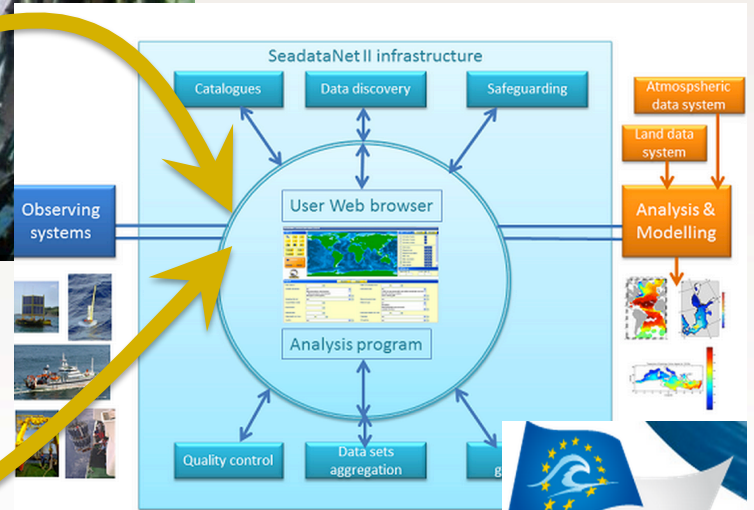 SeadataNet II infrastructure
Catalogues
Data discovery
Safeguarding
Atmospsheric
data system
Land data
system
Observing
systems
User Web browser
Analysis &
Modelling
Analysis program
Quality control
Data sets
aggregation